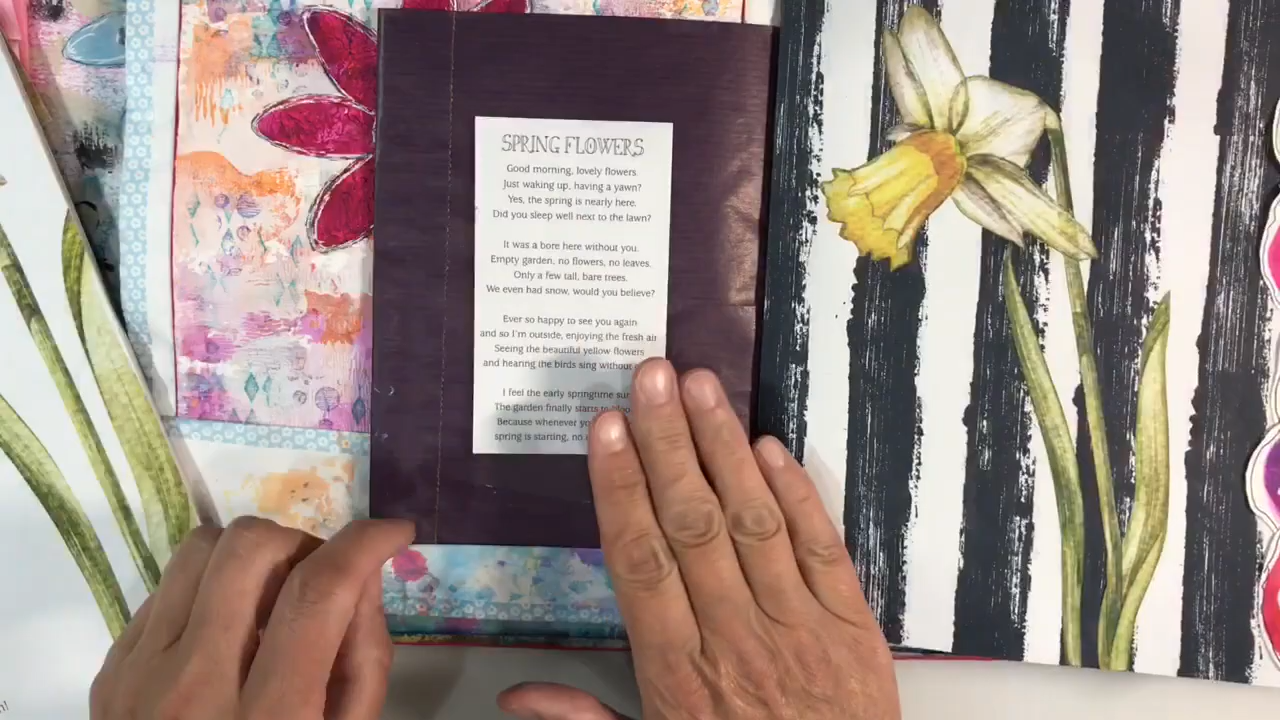 SPRING FLOWERS
Good morning, lovely flowers.
Just waking up, having a yawn?
Yes, the spring is nearly here.
Did you sleep well next to the lawn?
It was a bore here without you.
Empty garden, no flowers, no leaves.
Only a few tall, bare trees.
We even had snow, would you believe?
Ever so happy to see you again
and so I'm outside, enjoying the fresh air
Seeing the beautiful yellow flowers
and hearing the birds sing without
I feel the early springtime
The garden finally starts
Because whenever
spring is starting, no